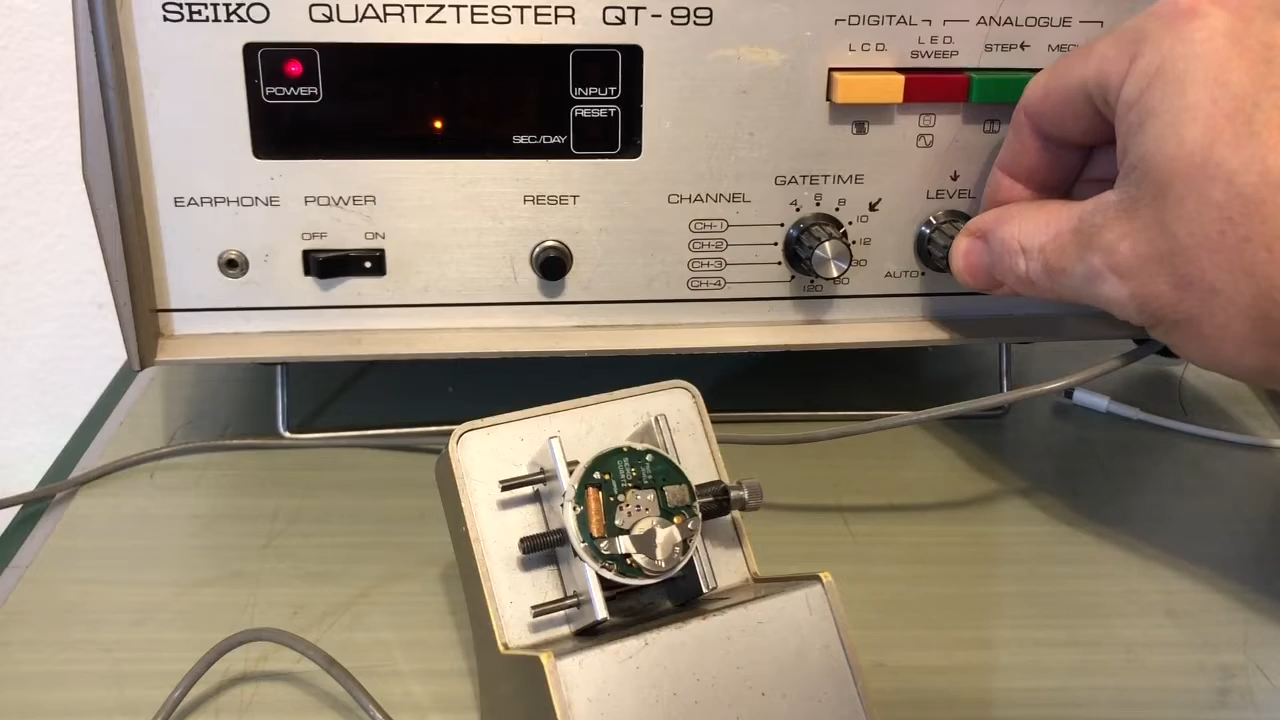 SEIKO QUARTZTESTER QT-99
DIGITAL ANALOGUE
L C D. L E D. SWEEP STEP←
POWER
INPUT
RESET
SEC./DAY
EARPHONE POWER RESET CHANNEL GATETIME LEVEL
OFF ON
4 6 8 10 12 30 60 120
CH-1
CH-2
CH-3
CH-4
AUTO
SEIKO
QUARTZ